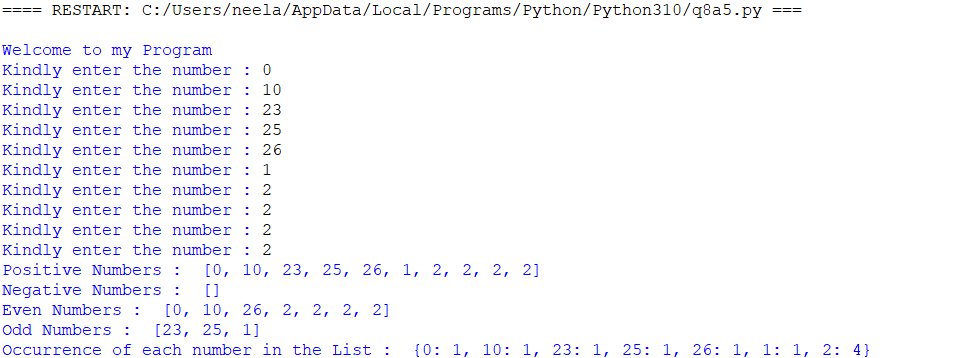 ==== RESTART: C:/Users/neela/AppData/Local/Programs/Python/Python310/q8a5.py ===
Welcome to my Program
Kindly enter the number : 0
Kindly enter the number : 10
Kindly enter the number : 23
Kindly enter the number : 25
Kindly enter the number : 26
Kindly enter the number : 1
Kindly enter the number : 2
Kindly enter the number : 2
Kindly enter the number : 2
Kindly enter the number : 2
Positive Numbers :  [0, 10, 23, 25, 26, 1, 2, 2, 2, 2]
Negative Numbers :  []
Even Numbers :  [0, 10, 26, 2, 2, 2, 2]
Odd Numbers :  [23, 25, 1]
Occurrence of each number in the List :  {0: 1, 10: 1, 23: 1, 25: 1, 26: 1, 1: 1, 2: 4}